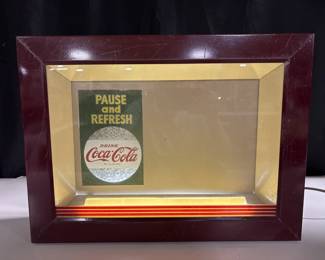 PAUSE
and
REFRESH
DRINK
Coca-Cola